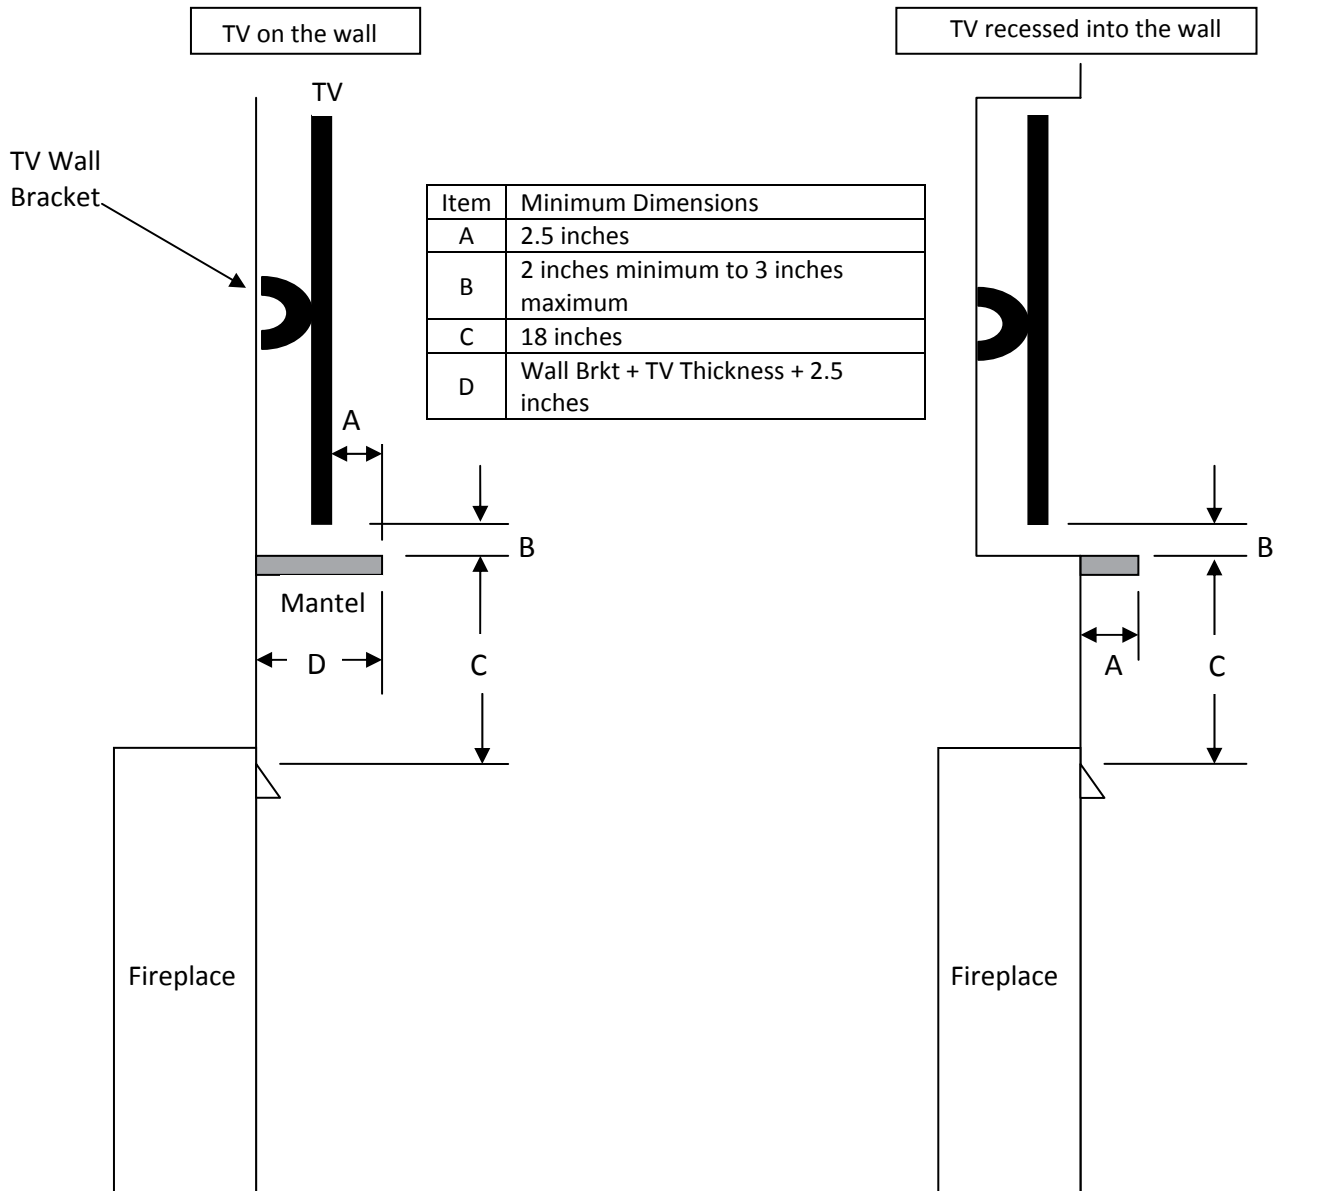 TV on the wall
TV recessed into the wall
TV
TV Wall
Bracket
Item Minimum Dimensions
A 2.5 inches
B 2 inches minimum to 3 inches
maximum
C 18 inches
D Wall Brkt + TV Thickness + 2.5
inches
A
B
B
Mantel
D
C
A
C
Fireplace
Fireplace